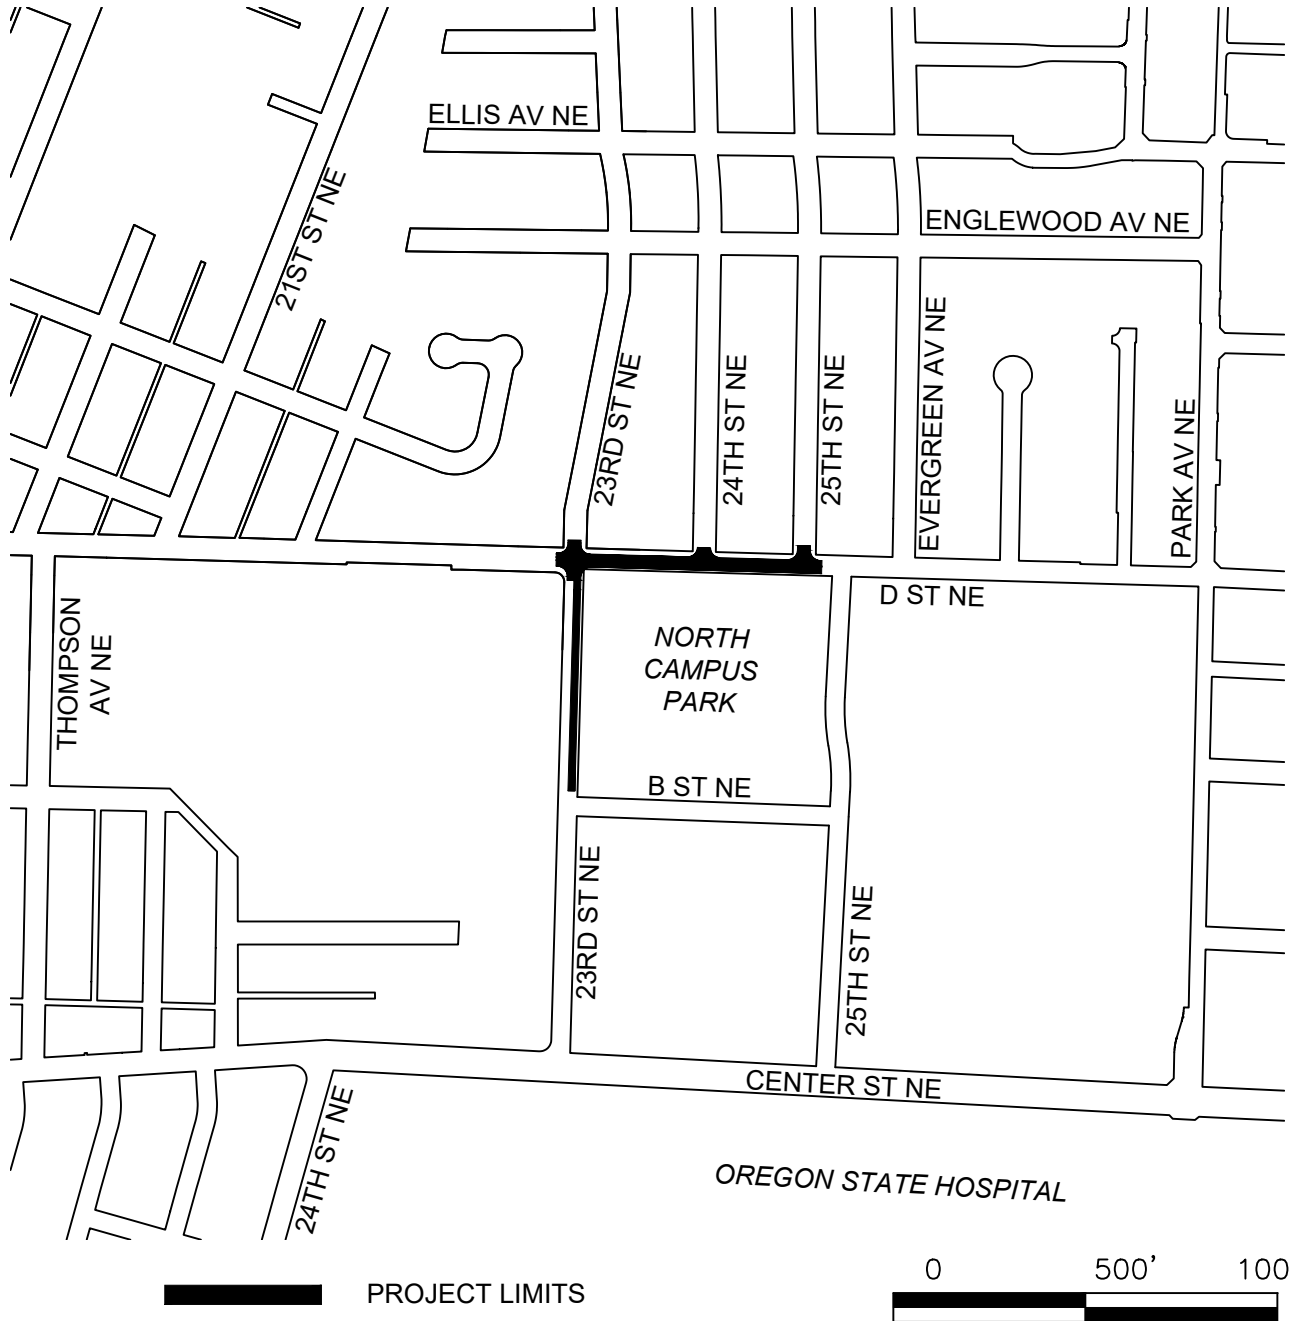 ELLIS AV NE
21ST ST NE
ENGLEWOOD AV NE
23RD ST NE
24TH ST NE
25TH ST NE
EVERGREEN AV NE
PARK AV NE
D ST NE
THOMPSON
AV NE
NORTH
CAMPUS
PARK
B ST NE
23RD ST NE
25TH ST NE
CENTER ST NE
24TH ST NE
OREGON STATE HOSPITAL
PROJECT LIMITS
0 500' 100